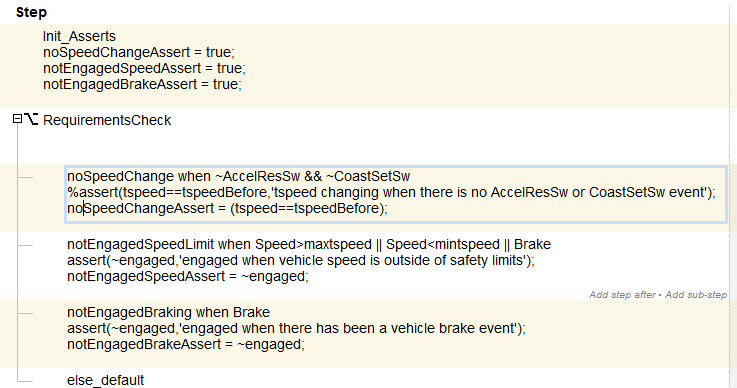 Step
Init_Asserts
noSpeedChangeAssert = true;
notEngagedSpeedAssert = true;
notEngagedBrakeAssert = true;
RequirementsCheck
noSpeedChange when ~AccelResSw && ~CoastSetSw
%assert(tspeed==tspeedBefore,'tspeed changing when there is no AccelResSw or CoastSetSw event');
noSpeedChangeAssert = (tspeed==tspeedBefore);
notEngagedSpeedLimit when Speed>maxtspeed || Speed<mintspeed || Brake
assert(~engaged,'engaged when vehicle speed is outside of safety limits');
notEngagedSpeedAssert = ~engaged;
Add step after • Add sub-step
notEngagedBraking when Brake
assert(~engaged,'engaged when there has been a vehicle brake event');
notEngagedBrakeAssert = ~engaged;
else_default